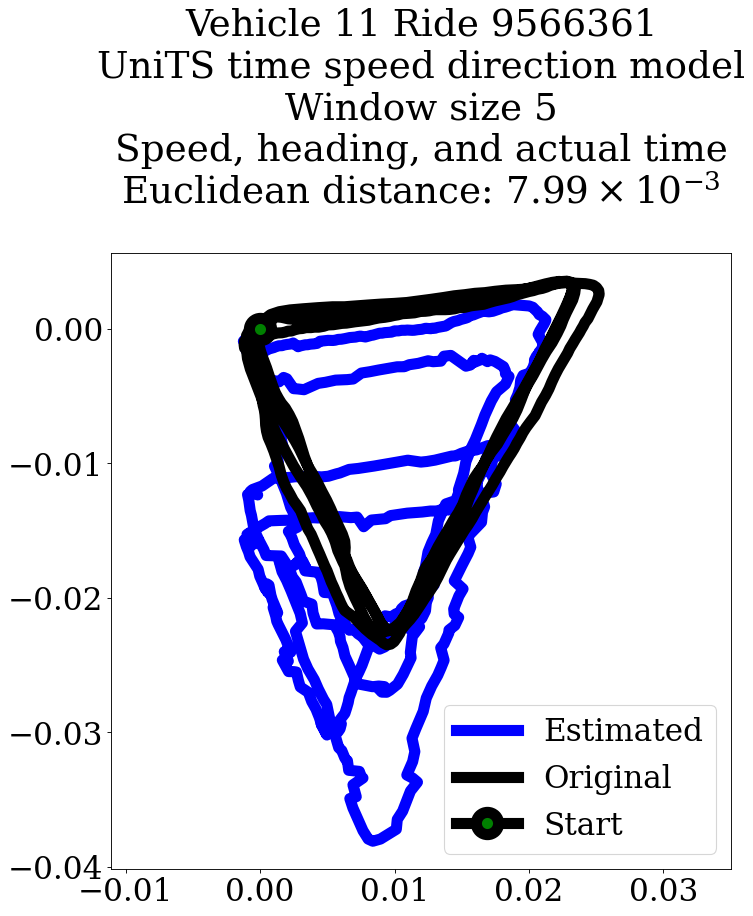 Vehicle 11 Ride 9566361
UniTS time speed direction model
Window size 5
Speed, heading, and actual time
Euclidean distance: 7.99 × 10⁻³
0.00
−0.01
−0.02
−0.03
−0.04
−0.01 0.00 0.01 0.02 0.03
Estimated
Original
Start